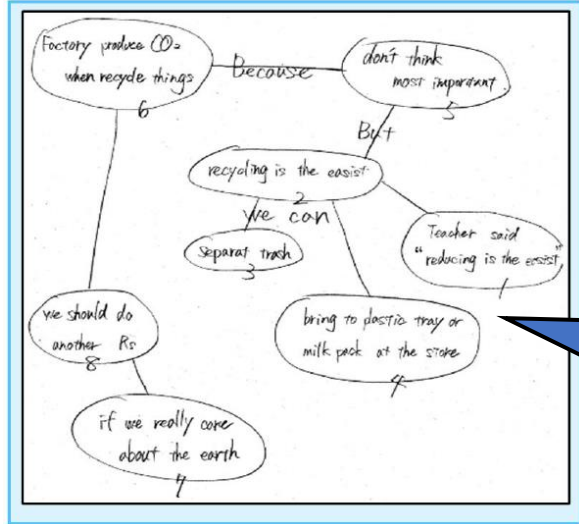 Factory produce CO₂
when recycle things
6
Because
don't think
most important
5
But
recycling is the easist
2
we can
separat trash
3
Teacher said
"reducing is the easist"
1
bring to plastic tray or
milk pack at the store
4
we should do
another Rs
8
if we really care
about the earth
7